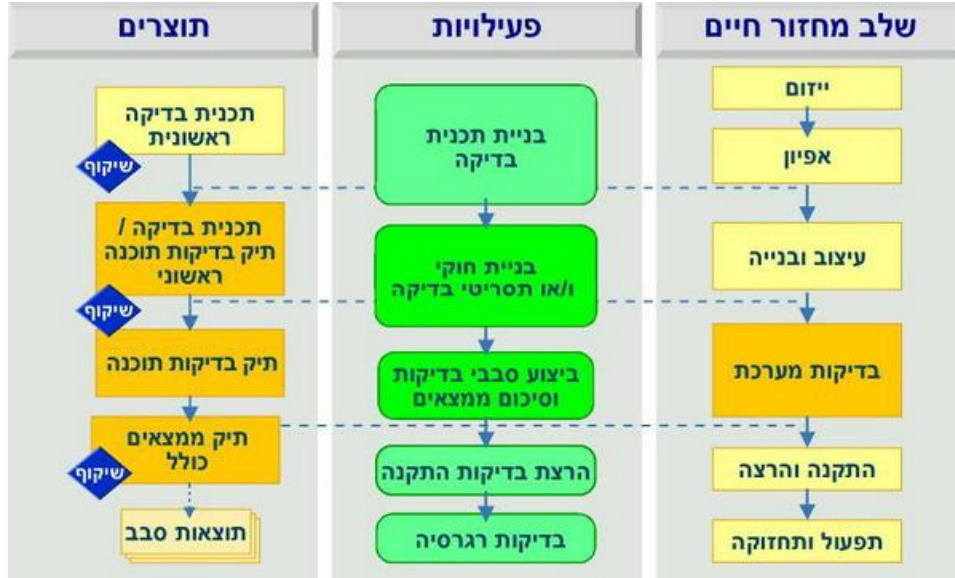 שלב מחזור חיים
ייזום
אפיון
עיצוב ובנייה
בדיקות מערכת
התקנה והרצה
תפעול ותחזוקה
פעילויות
בניית תכנית
בדיקה
בניית חוקי
ו/או תסריטי בדיקה
ביצוע סבבי בדיקות
וסיכום ממצאים
הרצת בדיקות התקנה
בדיקות רגרסיה
תוצרים
תכנית בדיקה
ראשונית
שיקוף
תכנית בדיקה /
תיק בדיקות תוכנה
ראשוני
שיקוף
תיק בדיקות תוכנה
תיק ממצאים
כולל
שיקוף
תוצאות סבב